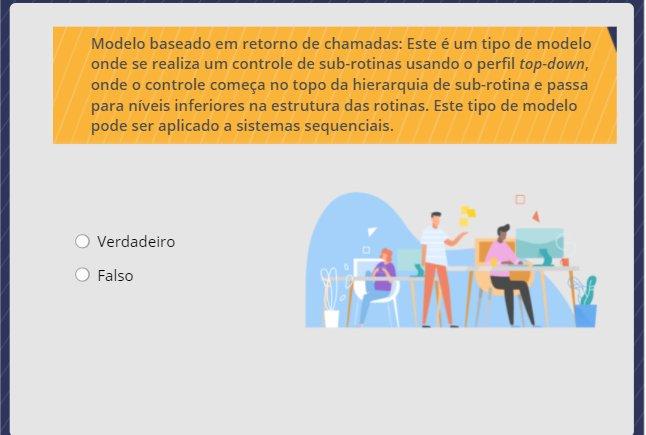 Modelo baseado em retorno de chamadas: Este é um tipo de modelo
onde se realiza um controle de sub-rotinas usando o perfil top-down,
onde o controle começa no topo da hierarquia de sub-rotina e passa
para níveis inferiores na estrutura das rotinas. Este tipo de modelo
pode ser aplicado a sistemas sequenciais.
Verdadeiro
Falso